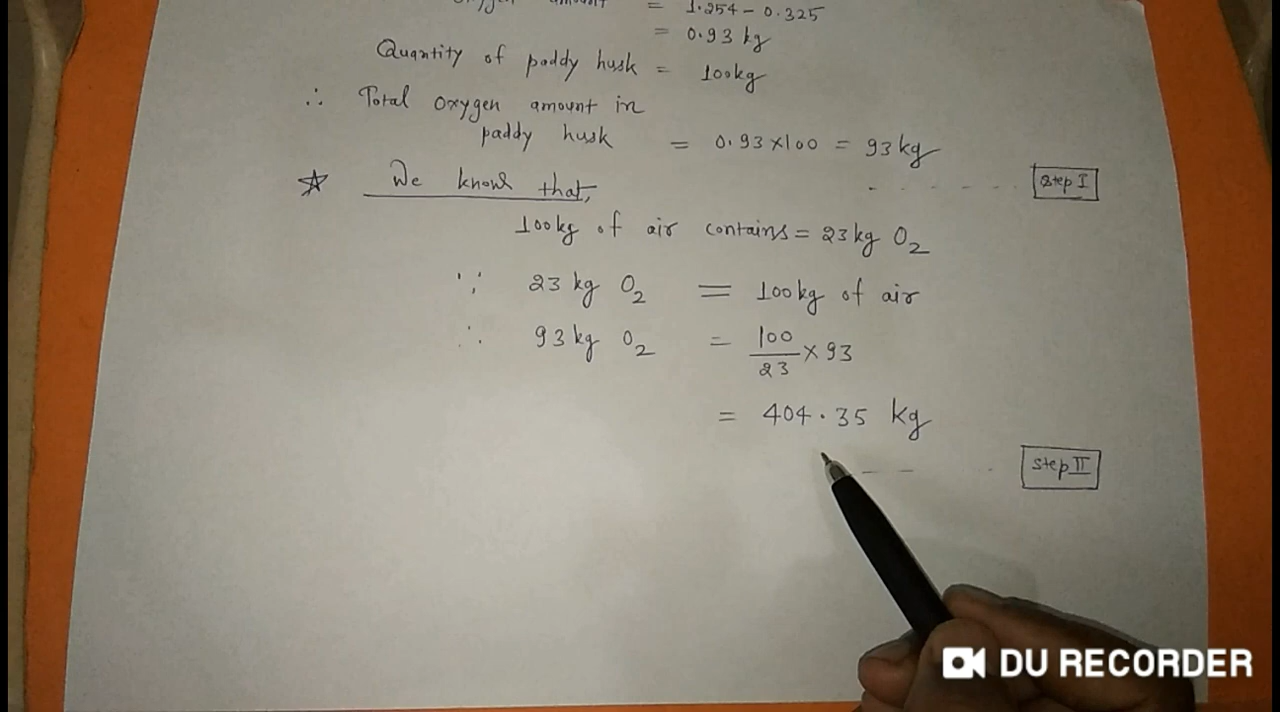 Oxygen amount = 1.254 - 0.325
= 0.93 kg
Quantity of paddy husk = 100kg
∴ Total oxygen amount in
paddy husk = 0.93 × 100 = 93 kg
☆ We know that,
Step I
100kg of air contains = 23 kg O₂
∵ 23 kg O₂ = 100kg of air
∴ 93 kg O₂ = 100/23 × 93
= 404.35 kg
Step II
DU RECORDER